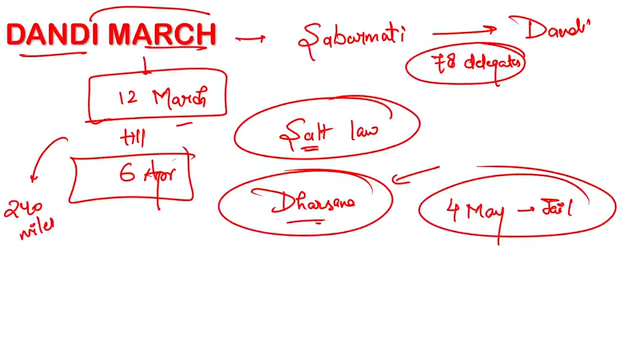 DANDI MARCH → Sabarmati → Dandi
78 delegates
12 March
till
Salt law
6 Apr
240
miles
Dharsana
4 May → Jail